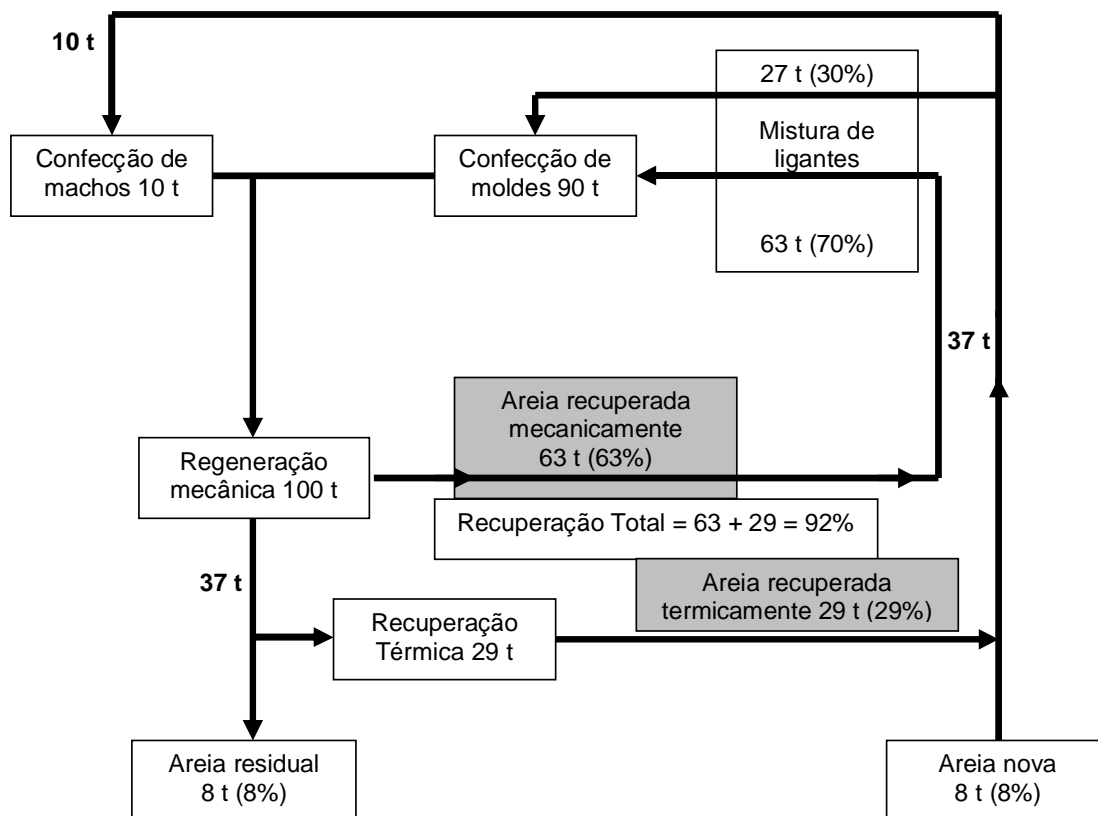 10 t
27 t (30%)
Mistura de
ligantes
63 t (70%)
Confecção de
machos 10 t
Confecção de
moldes 90 t
37 t
Areia recuperada
mecanicamente
63 t (63%)
Regeneração
mecânica 100 t
Recuperação Total = 63 + 29 = 92%
37 t
Areia recuperada
termicamente 29 t (29%)
Recuperação
Térmica 29 t
Areia residual
8 t (8%)
Areia nova
8 t (8%)